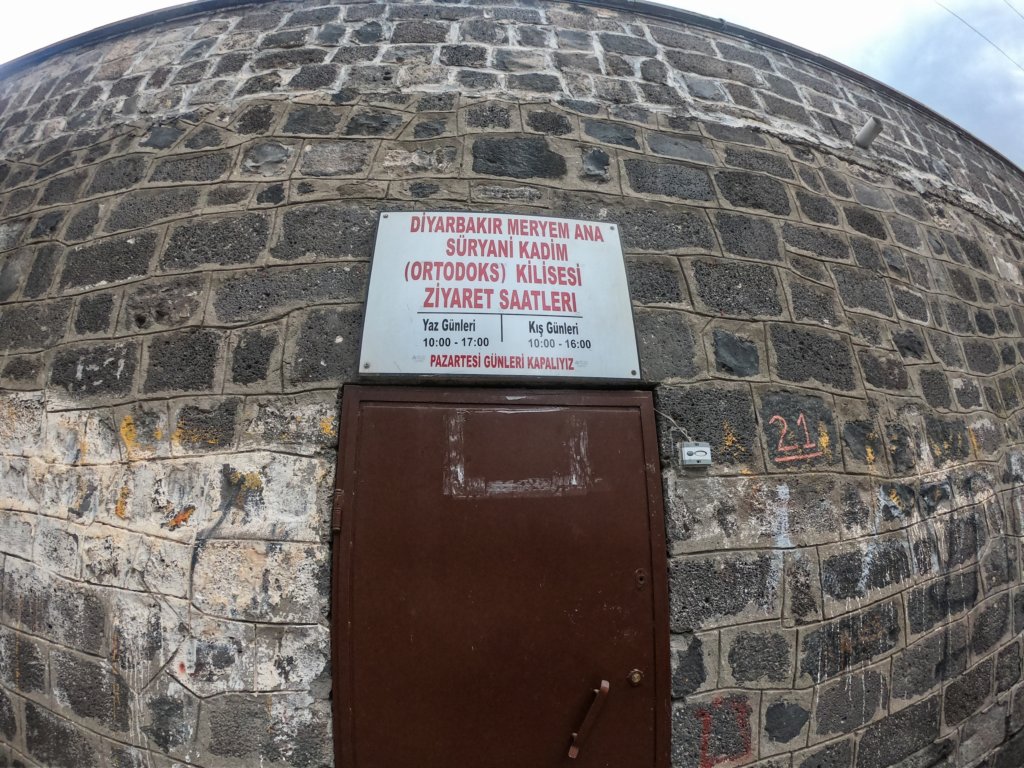 DİYARBAKIR MERYEM ANA
SÜRYANİ KADİM
(ORTODOKS) KİLİSESİ
ZİYARET SAATLERI
Yaz Günleri
10:00 - 17:00
Kış Günleri
10:00 - 16:00
PAZARTESİ GÜNLERİ KAPALIYIZ
21